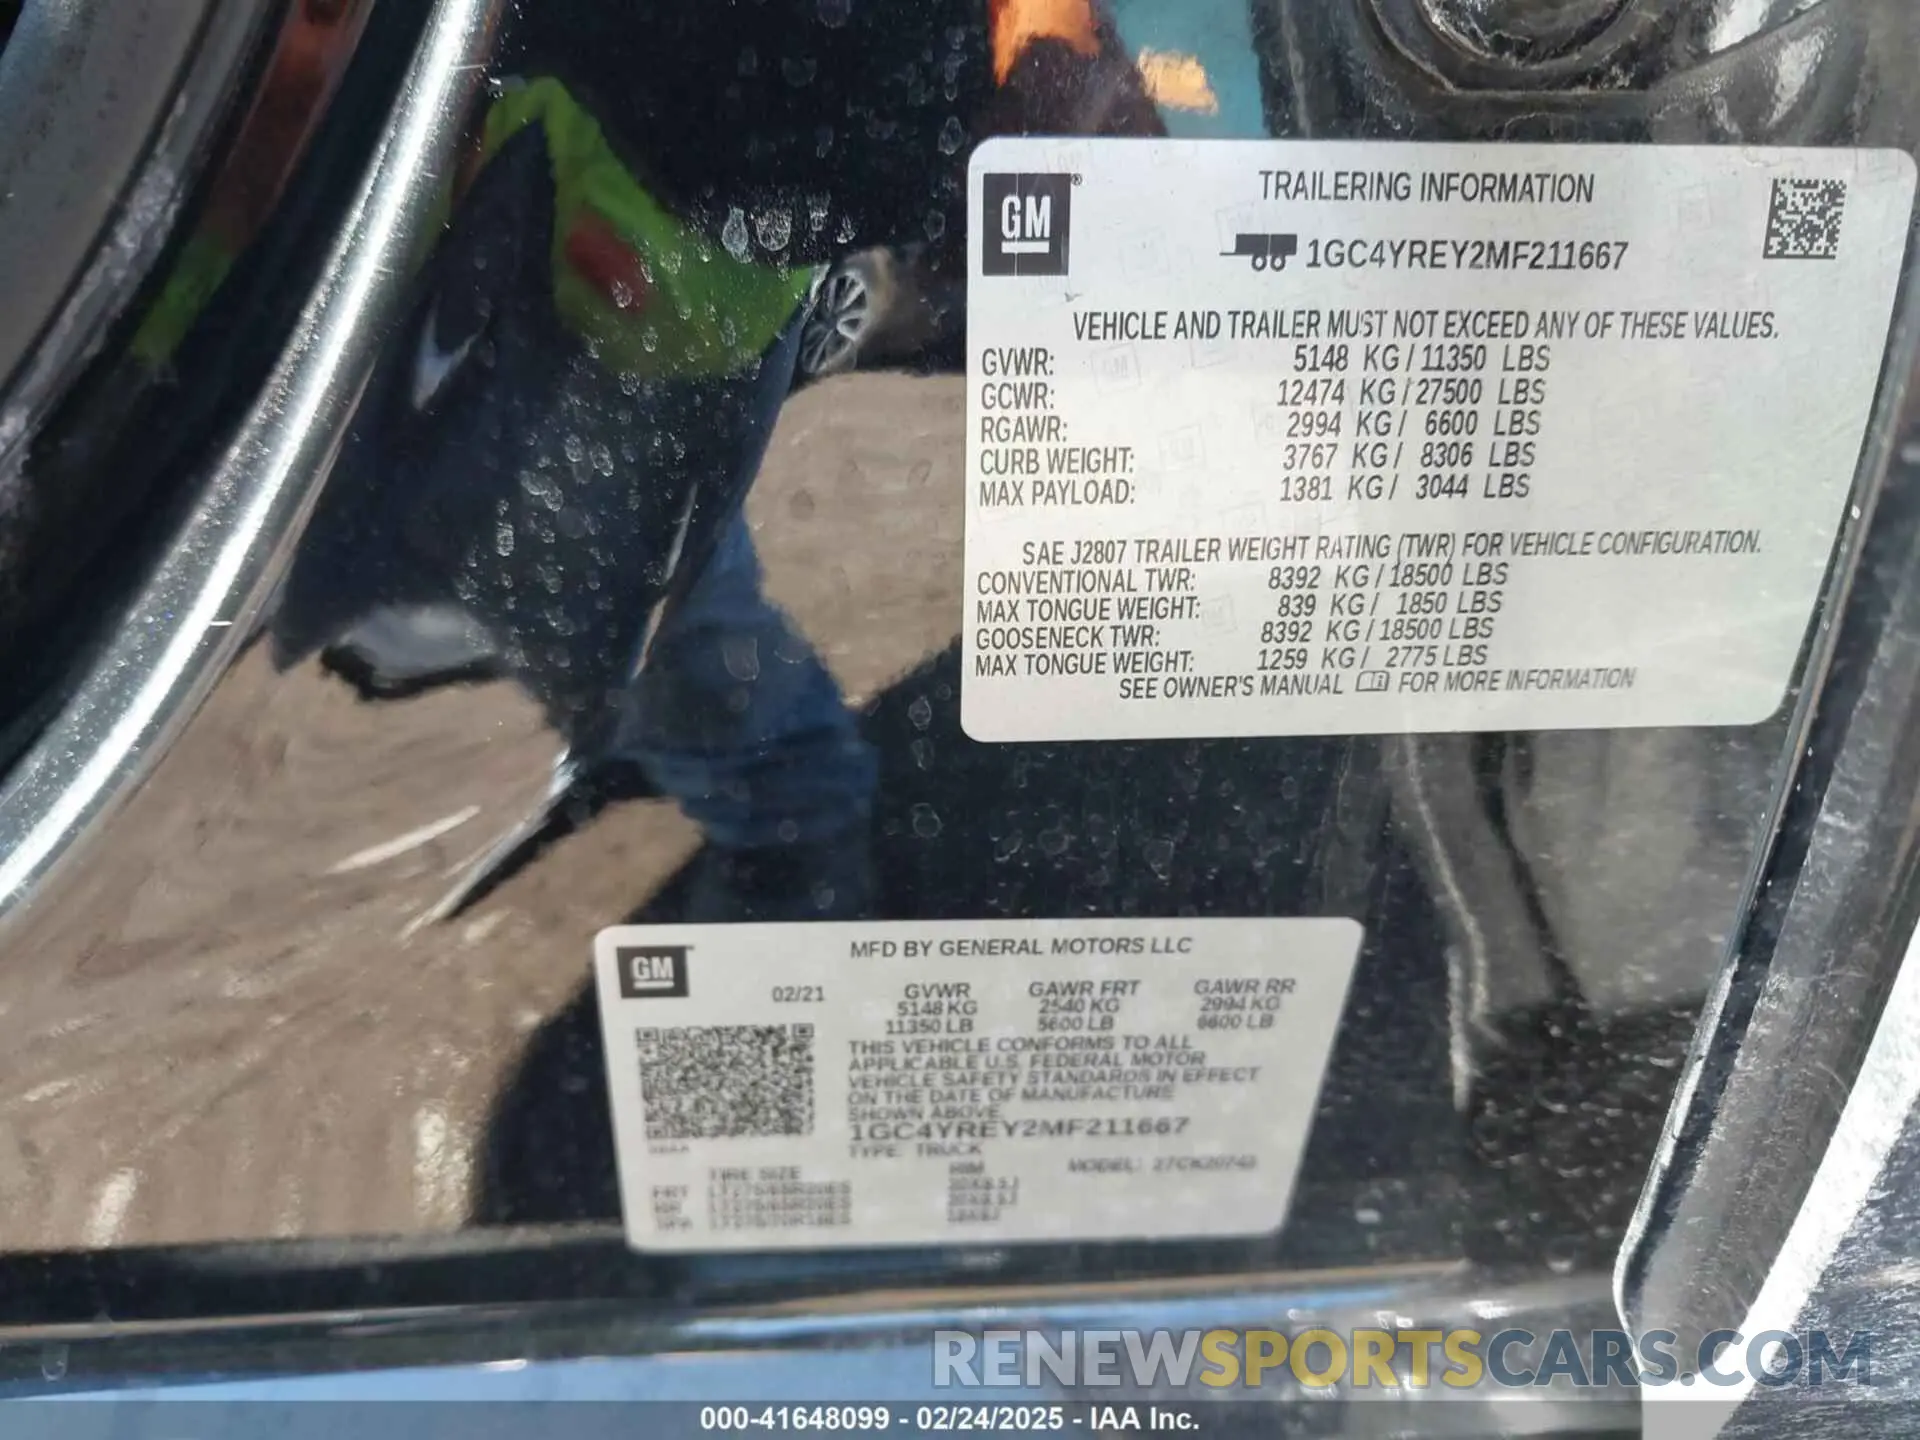 GM
TRAILERING INFORMATION
1GC4YREY2MF211667
VEHICLE AND TRAILER MUST NOT EXCEED ANY OF THESE VALUES.
GVWR: 5148 KG / 11350 LBS
GCWR: 12474 KG / 27500 LBS
RGAWR: 2994 KG / 6600 LBS
CURB WEIGHT: 3767 KG / 8306 LBS
MAX PAYLOAD: 1381 KG / 3044 LBS
SAE J2807 TRAILER WEIGHT RATING (TWR) FOR VEHICLE CONFIGURATION.
CONVENTIONAL TWR: 8392 KG / 18500 LBS
MAX TONGUE WEIGHT: 839 KG / 1850 LBS
GOOSENECK TWR: 8392 KG / 18500 LBS
MAX TONGUE WEIGHT: 1259 KG / 2775 LBS
SEE OWNER'S MANUAL FOR MORE INFORMATION
GM
MFD BY GENERAL MOTORS LLC
02/21 GVWR GAWR FRT GAWR RR
5148 KG 2540 KG 2994 KG
11350 LB 5600 LB 6600 LB
THIS VEHICLE CONFORMS TO ALL
APPLICABLE U.S. FEDERAL MOTOR
VEHICLE SAFETY STANDARDS IN EFFECT
ON THE DATE OF MANUFACTURE
SHOWN ABOVE.
1GC4YREY2MF211667
TYPE: TRUCK
MODEL:
TIRE SIZE RIM
FRT
RR
RENEWSPORTSCARS.COM
000-41648099 - 02/24/2025 - IAA Inc.